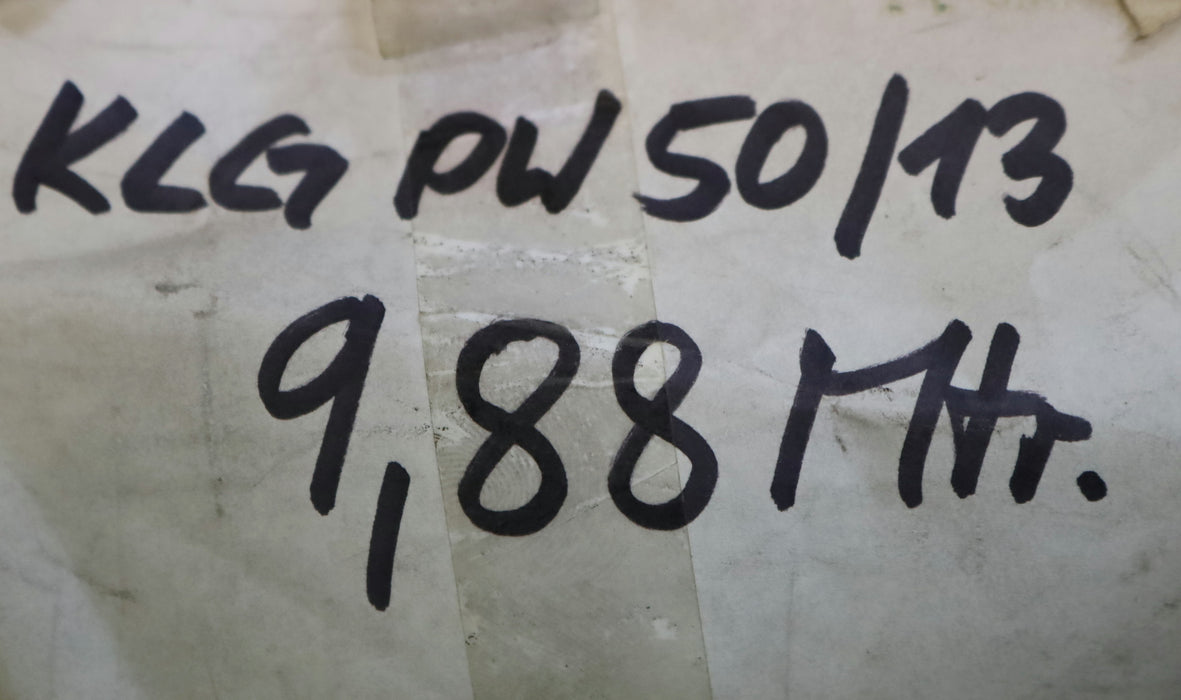 KLG PW 50/13
9,88 Mtr.